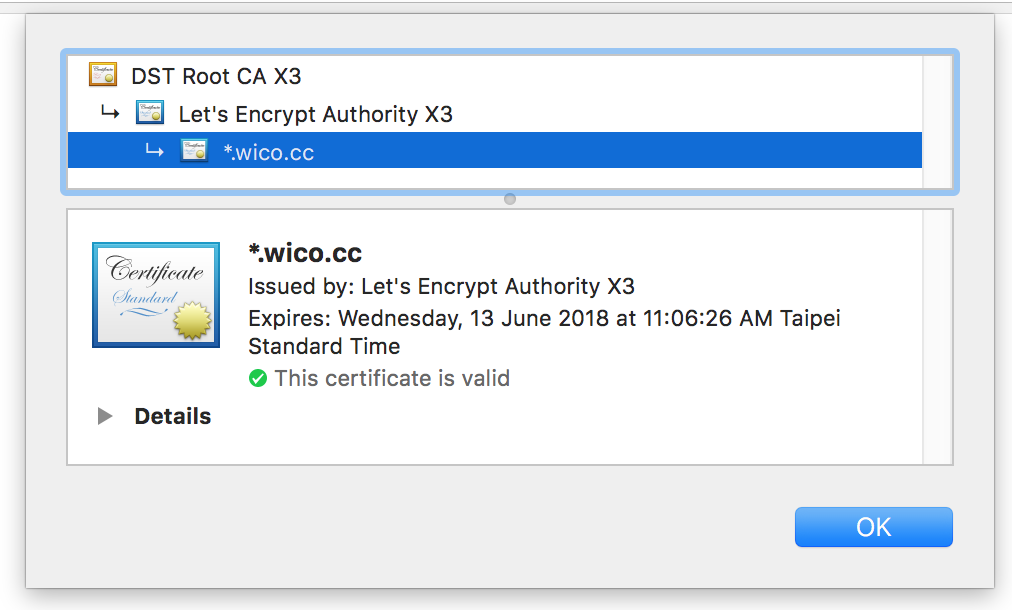 DST Root CA X3
Let's Encrypt Authority X3
*.wico.cc
Certificate
Standard
*.wico.cc
Issued by: Let's Encrypt Authority X3
Expires: Wednesday, 13 June 2018 at 11:06:26 AM Taipei
Standard Time
This certificate is valid
Details
OK